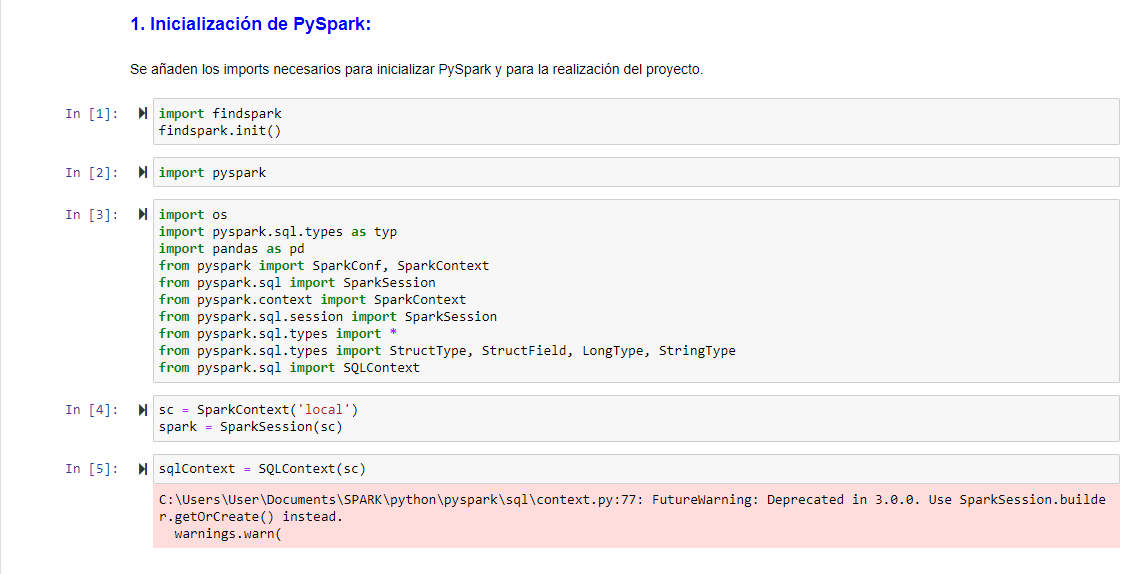 1. Inicialización de PySpark:
Se añaden los imports necesarios para inicializar PySpark y para la realización del proyecto.
In [1]: import findspark
findspark.init()
In [2]: import pyspark
In [3]: import os
import pyspark.sql.types as typ
import pandas as pd
from pyspark import SparkConf, SparkContext
from pyspark.sql import SparkSession
from pyspark.context import SparkContext
from pyspark.sql.session import SparkSession
from pyspark.sql.types import *
from pyspark.sql.types import StructType, StructField, LongType, StringType
from pyspark.sql import SQLContext
In [4]: sc = SparkContext('local')
spark = SparkSession(sc)
In [5]: sqlContext = SQLContext(sc)
C:\Users\User\Documents\SPARK\python\pyspark\sql\context.py:77: FutureWarning: Deprecated in 3.0.0. Use SparkSession.builde
r.getOrCreate() instead.
  warnings.warn(